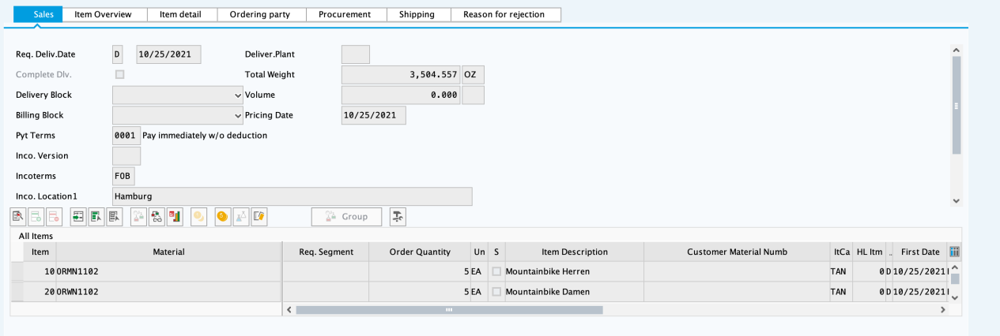 Sales Item Overview Item detail Ordering party Procurement Shipping Reason for rejection
Req. Deliv.Date D 10/25/2021 Deliver.Plant
Complete Dlv. Total Weight 3,504.557 OZ
Delivery Block Volume 0.000
Billing Block Pricing Date 10/25/2021
Pyt Terms 0001 Pay immediately w/o deduction
Inco. Version
Incoterms FOB
Inco. Location1 Hamburg
Group
All Items
Item Material Req. Segment Order Quantity Un S Item Description Customer Material Numb ItCa HL Itm .. First Date
10 ORMN1102 5 EA Mountainbike Herren TAN 0 D 10/25/2021
20 ORWN1102 5 EA Mountainbike Damen TAN 0 D 10/25/2021